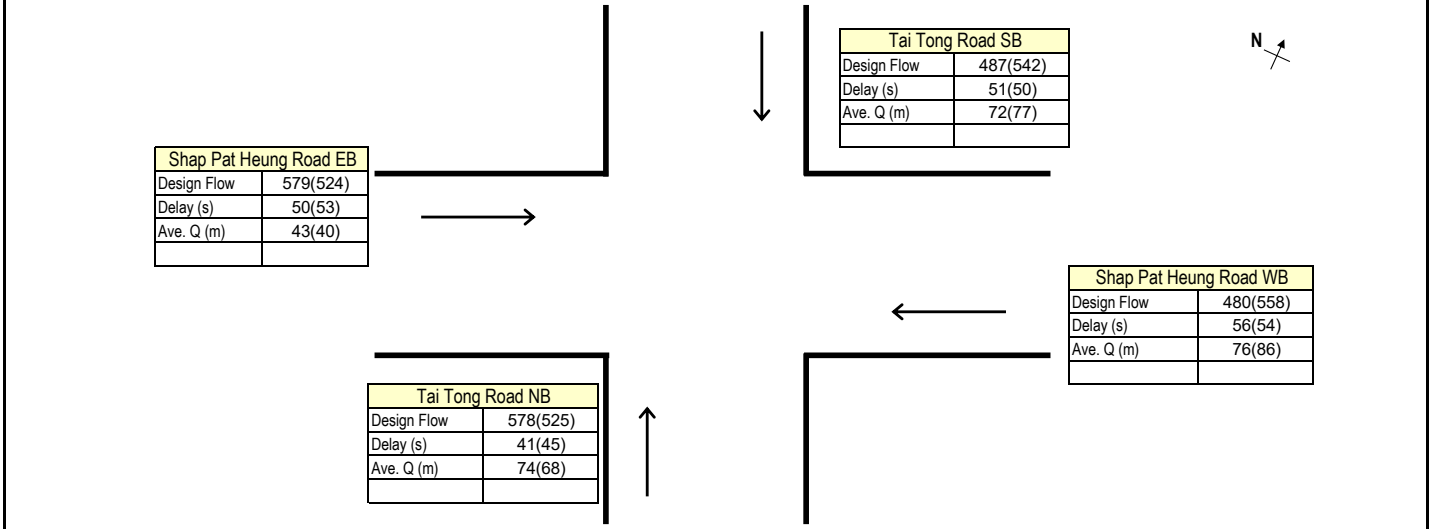 Tai Tong Road SB
Design Flow 487(542)
Delay (s) 51(50)
Ave. Q (m) 72(77)
N
Shap Pat Heung Road EB
Design Flow 579(524)
Delay (s) 50(53)
Ave. Q (m) 43(40)
Shap Pat Heung Road WB
Design Flow 480(558)
Delay (s) 56(54)
Ave. Q (m) 76(86)
Tai Tong Road NB
Design Flow 578(525)
Delay (s) 41(45)
Ave. Q (m) 74(68)